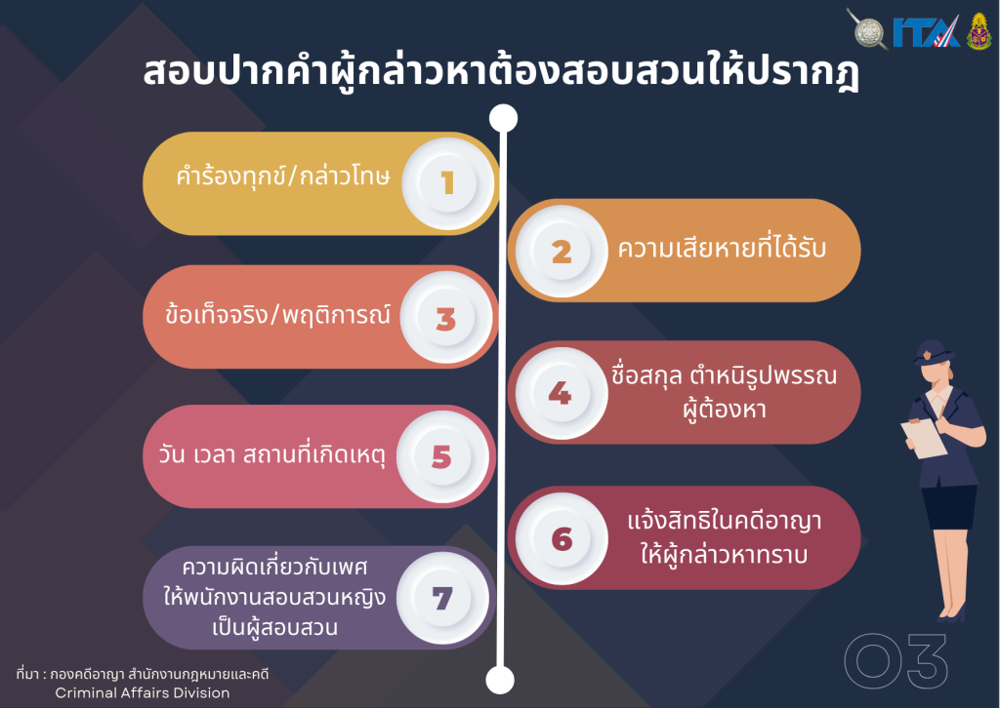 ITA
สอบปากคำผู้กล่าวหาต้องสอบสวนให้ปรากฏ
คำร้องทุกข์/กล่าวโทษ
1
2
ความเสียหายที่ได้รับ
ข้อเท็จจริง/พฤติการณ์
3
4
ชื่อสกุล ตำหนิรูปพรรณ
ผู้ต้องหา
วัน เวลา สถานที่เกิดเหตุ
5
6
แจ้งสิทธิในคดีอาญา
ให้ผู้กล่าวหาทราบ
ความผิดเกี่ยวกับเพศ
ให้พนักงานสอบสวนหญิง
เป็นผู้สอบสวน
7
ที่มา : กองคดีอาญา สำนักงานกฎหมายและคดี
Criminal Affairs Division
03